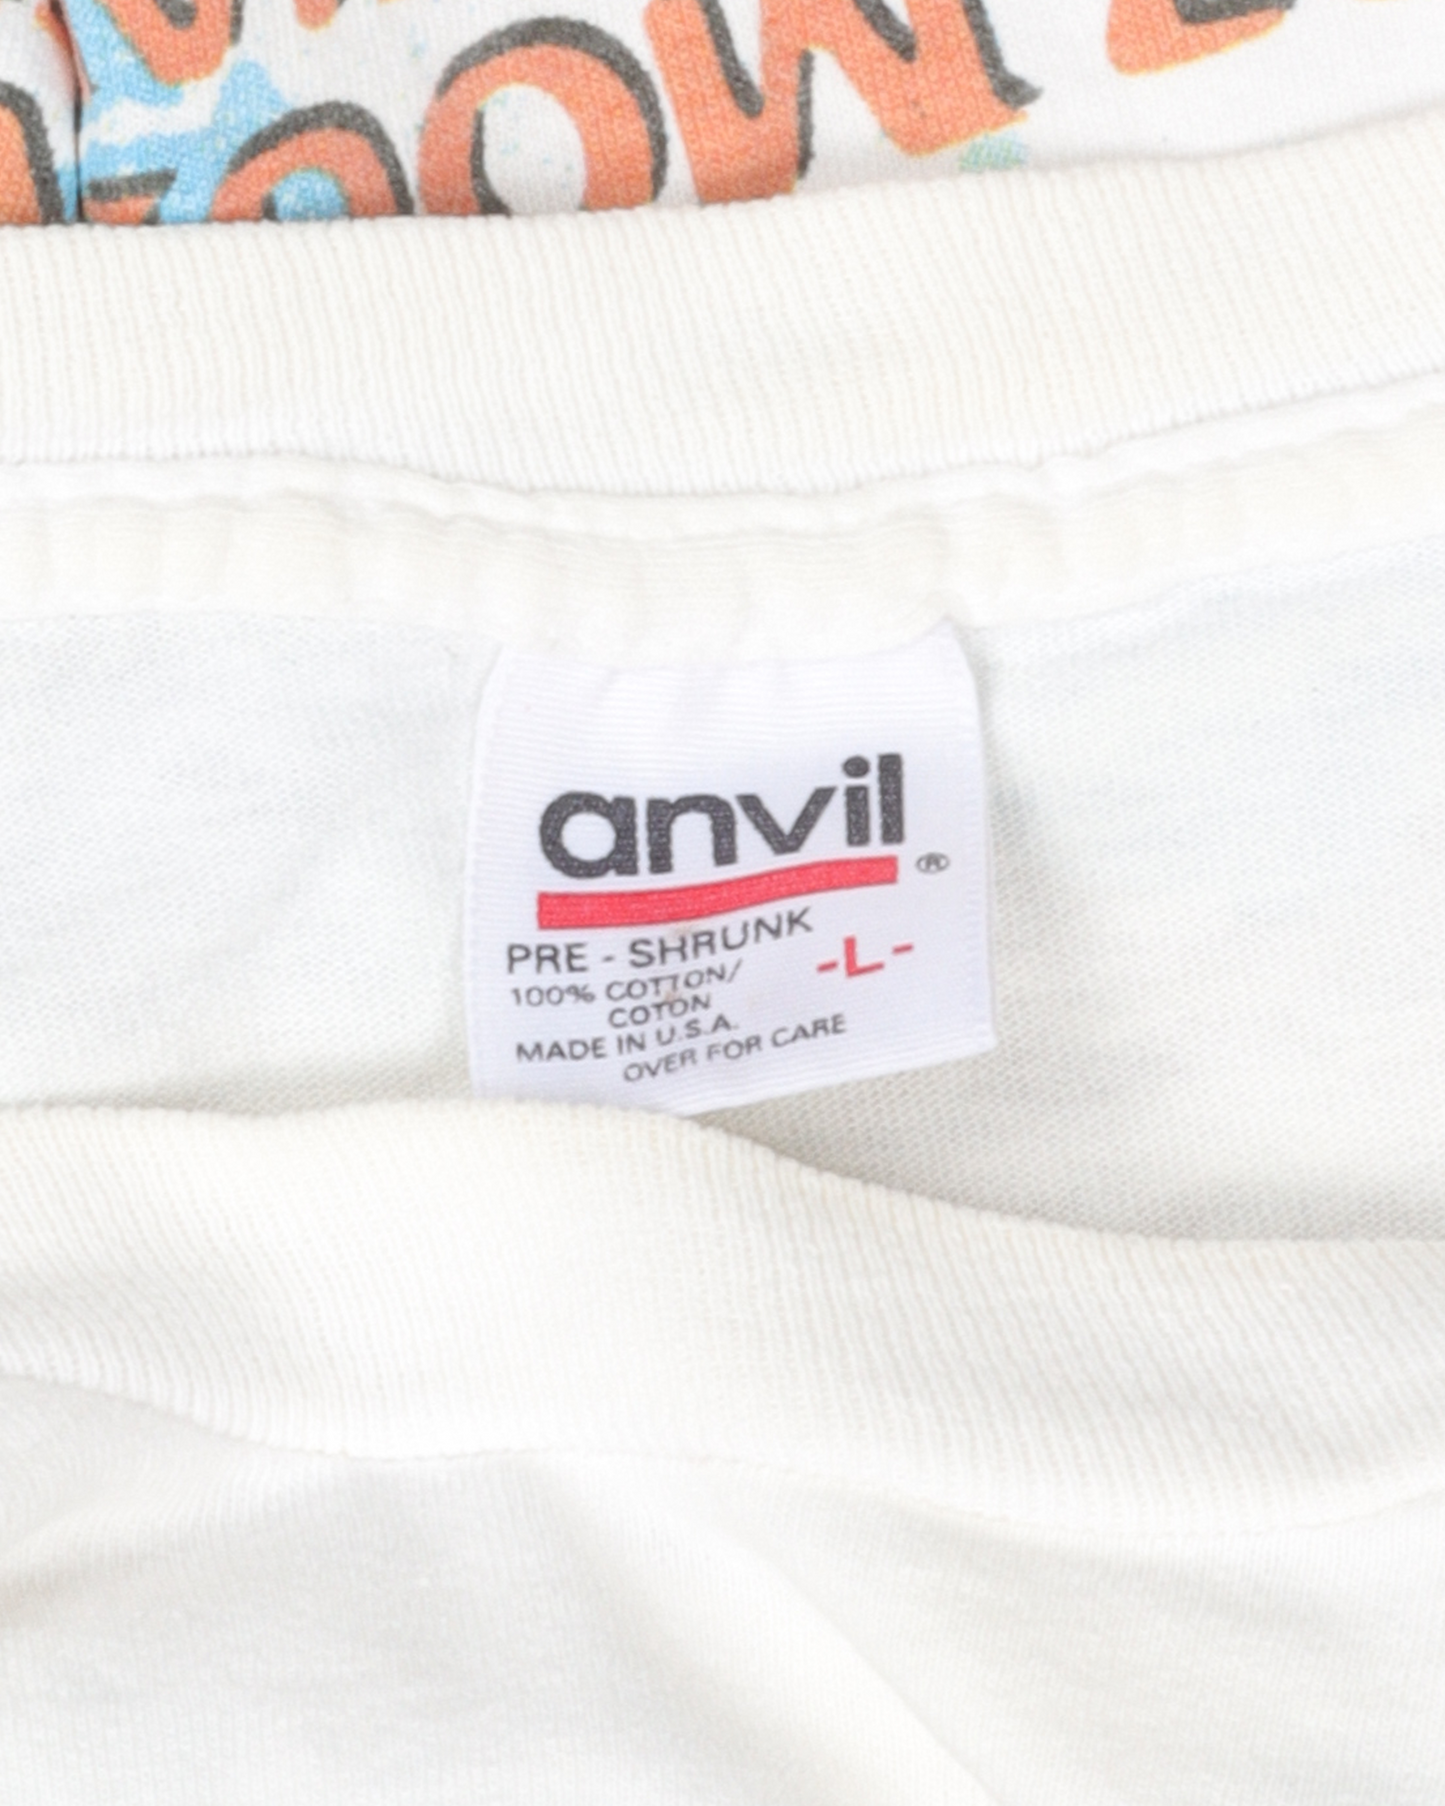 anvil®
PRE - SHRUNK
-L-
100% COTTON/
COTON
MADE IN U.S.A.
OVER FOR CARE